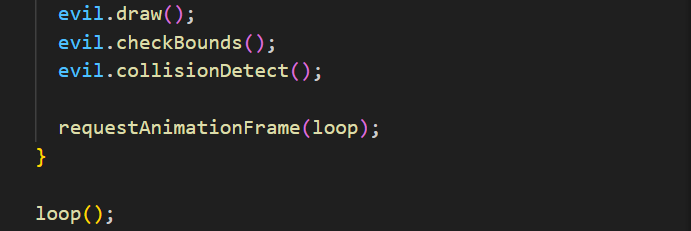 evil.draw();
evil.checkBounds();
evil.collisionDetect();
requestAnimationFrame(loop);
}
loop();